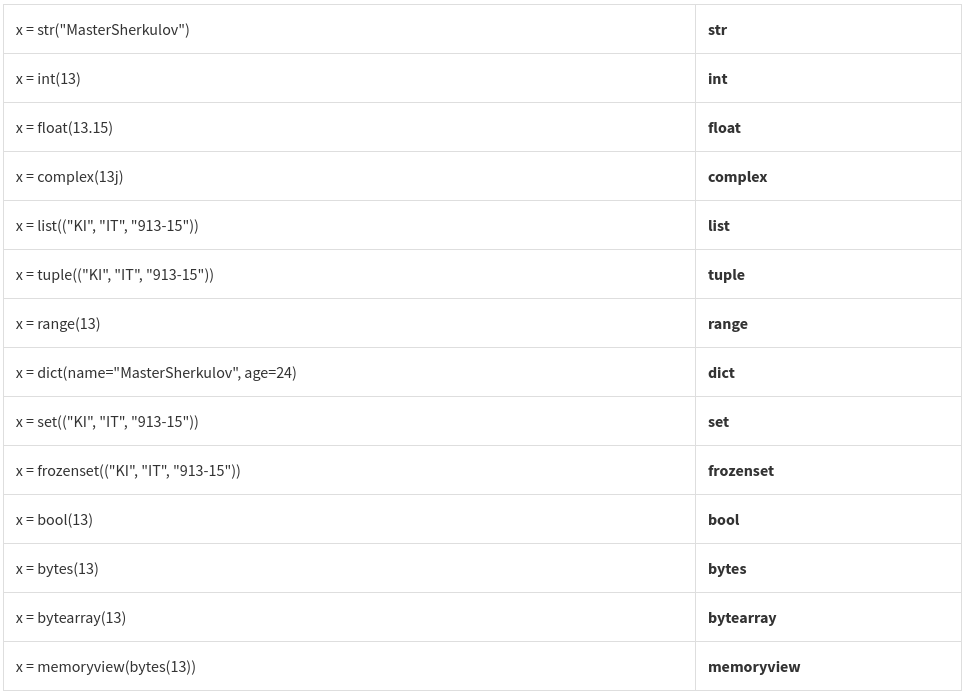 x = str("MasterSherkulov") str
x = int(13) int
x = float(13.15) float
x = complex(13j) complex
x = list(("KI", "IT", "913-15")) list
x = tuple(("KI", "IT", "913-15")) tuple
x = range(13) range
x = dict(name="MasterSherkulov", age=24) dict
x = set(("KI", "IT", "913-15")) set
x = frozenset(("KI", "IT", "913-15")) frozenset
x = bool(13) bool
x = bytes(13) bytes
x = bytearray(13) bytearray
x = memoryview(bytes(13)) memoryview